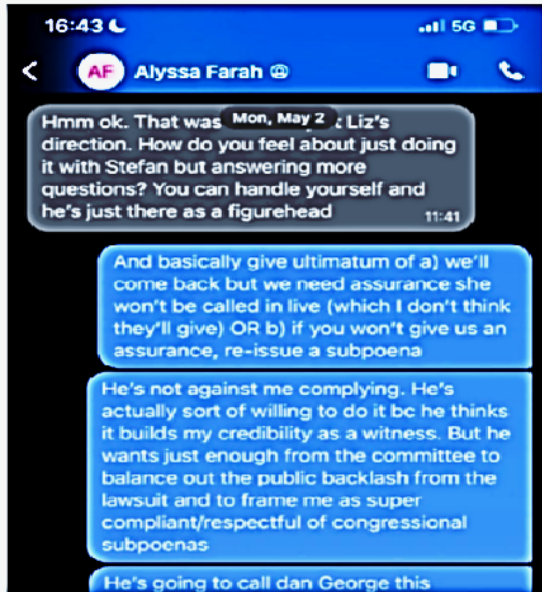 16:43
5G
AF Alyssa Farah @
Mon, May 2
Hmm ok. That was Liz's
direction. How do you feel about just doing
it with Stefan but answering more
questions? You can handle yourself and
he's just there as a figurehead
11:41
And basically give ultimatum of a) we'll
come back but we need assurance she
won't be called in live (which I don't think
they'll give) OR b) if you won't give us an
assurance, re-issue a subpoena
He's not against me complying. He's
actually sort of willing to do it bc he thinks
it builds my credibility as a witness. But he
wants just enough from the committee to
balance out the public backlash from the
lawsuit and to frame me as super
compliant/respectful of congressional
subpoenas
He's going to call dan George this